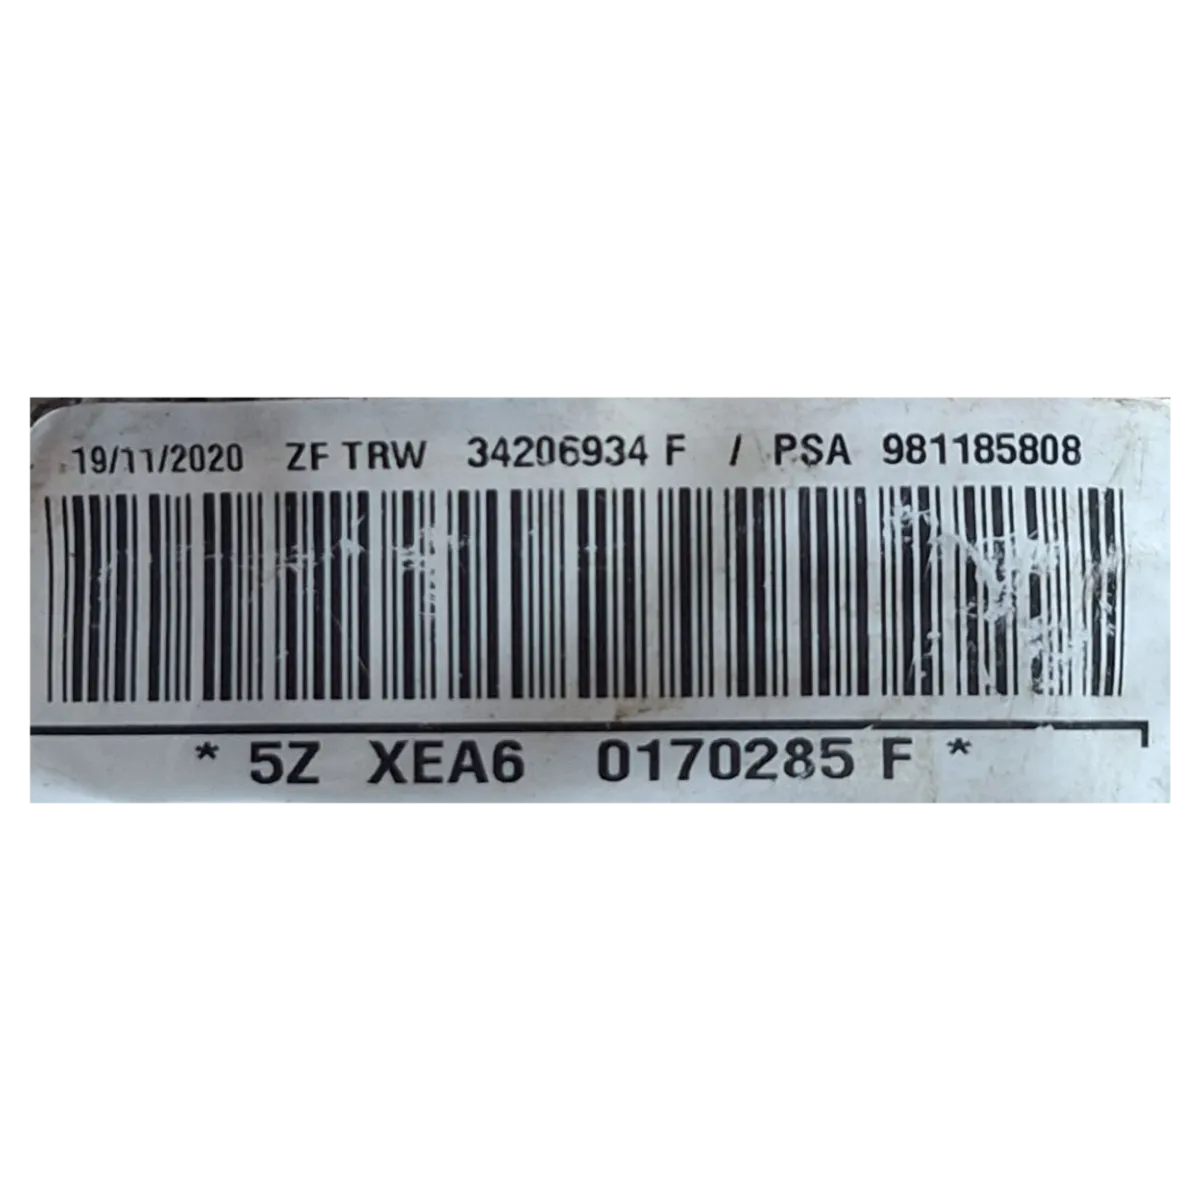 19/11/2020 ZF TRW 34206934 F / PSA 981185808
* 5Z XEA6 0170285 F *